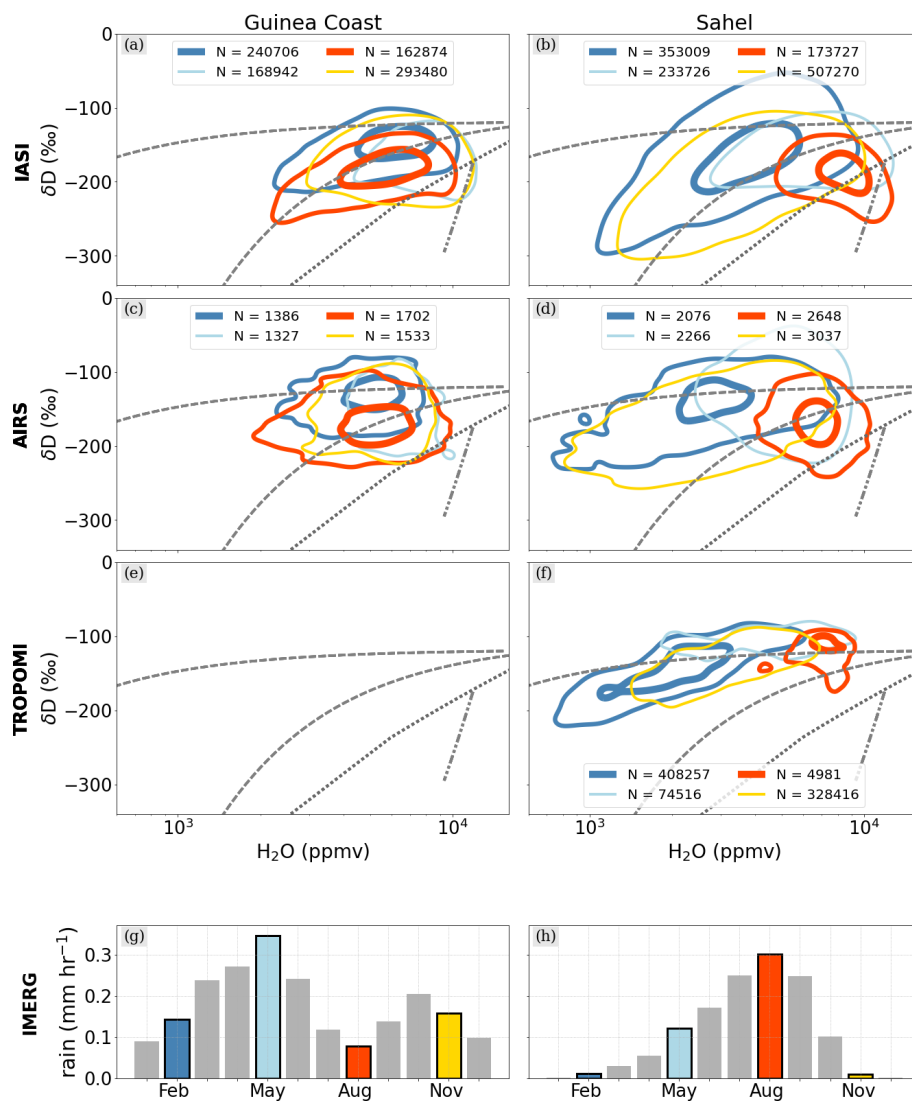 Guinea Coast
Sahel
(a)
N = 240706
N = 162874
N = 168942
N = 293480
(b)
N = 353009
N = 173727
N = 233726
N = 507270
0
−100
−200
−300
IASI
δD (‰)
(c)
N = 1386
N = 1702
N = 1327
N = 1533
(d)
N = 2076
N = 2648
N = 2266
N = 3037
0
−100
−200
−300
AIRS
δD (‰)
(e)
(f)
N = 408257
N = 4981
N = 74516
N = 328416
0
−100
−200
−300
TROPOMI
δD (‰)
10³ 10⁴
10³ 10⁴
H₂O (ppmv)
H₂O (ppmv)
(g)
(h)
0.3
0.2
0.1
0.0
IMERG
rain (mm hr⁻¹)
Feb May Aug Nov
Feb May Aug Nov